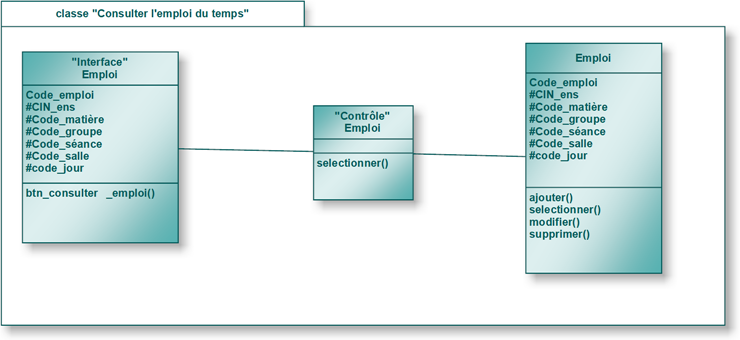 classe "Consulter l'emploi du temps"
"Interface"
Emploi
Code_emploi
#CIN_ens
#Code_matière
#Code_groupe
#Code_séance
#Code_salle
#code_jour
btn_consulter _emploi()
"Contrôle"
Emploi
selectionner()
Emploi
Code_emploi
#CIN_ens
#Code_matière
#Code_groupe
#Code_séance
#Code_salle
#code_jour
ajouter()
selectionner()
modifier()
supprimer()